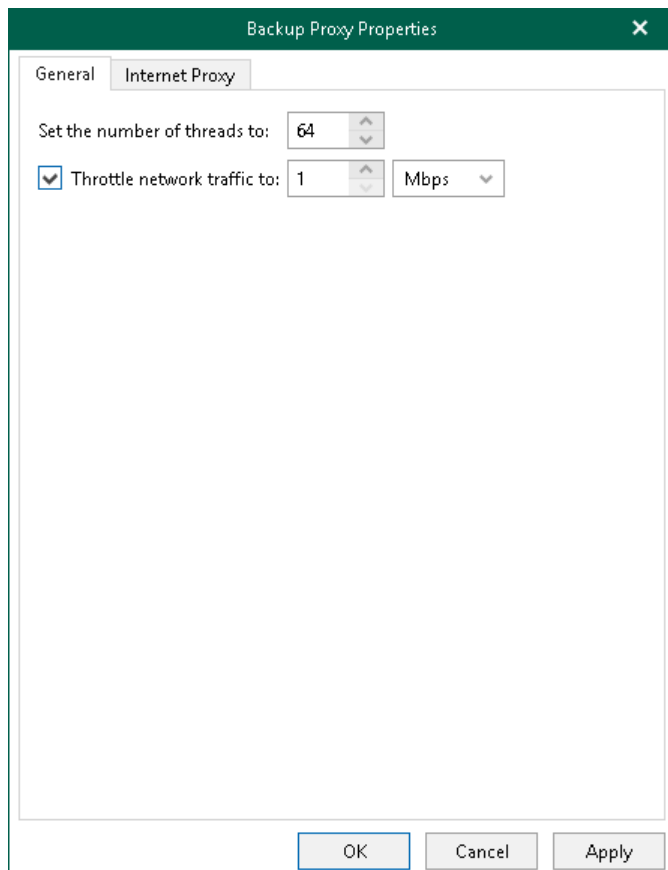 Backup Proxy Properties
General Internet Proxy
Set the number of threads to: 64
Throttle network traffic to: 1 Mbps
OK Cancel Apply